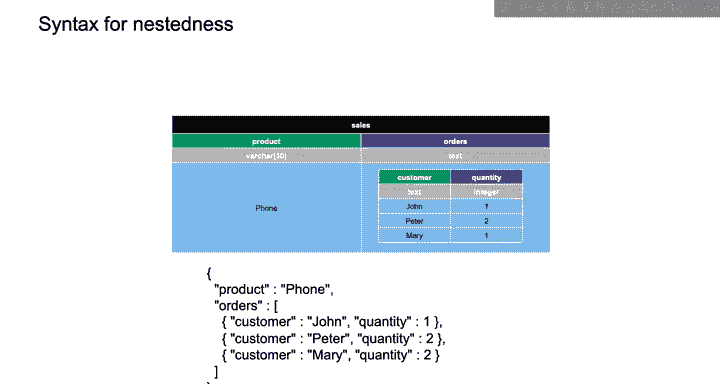 Syntax for nestedness
sales
product orders
varchar(30) text
customer quantity
text integer
John 1
Phone
Peter 2
Mary 1
{
"product" : "Phone",
"orders" : [
{ "customer" : "John", "quantity" : 1 },
{ "customer" : "Peter", "quantity" : 2 },
{ "customer" : "Mary", "quantity" : 2 }
]